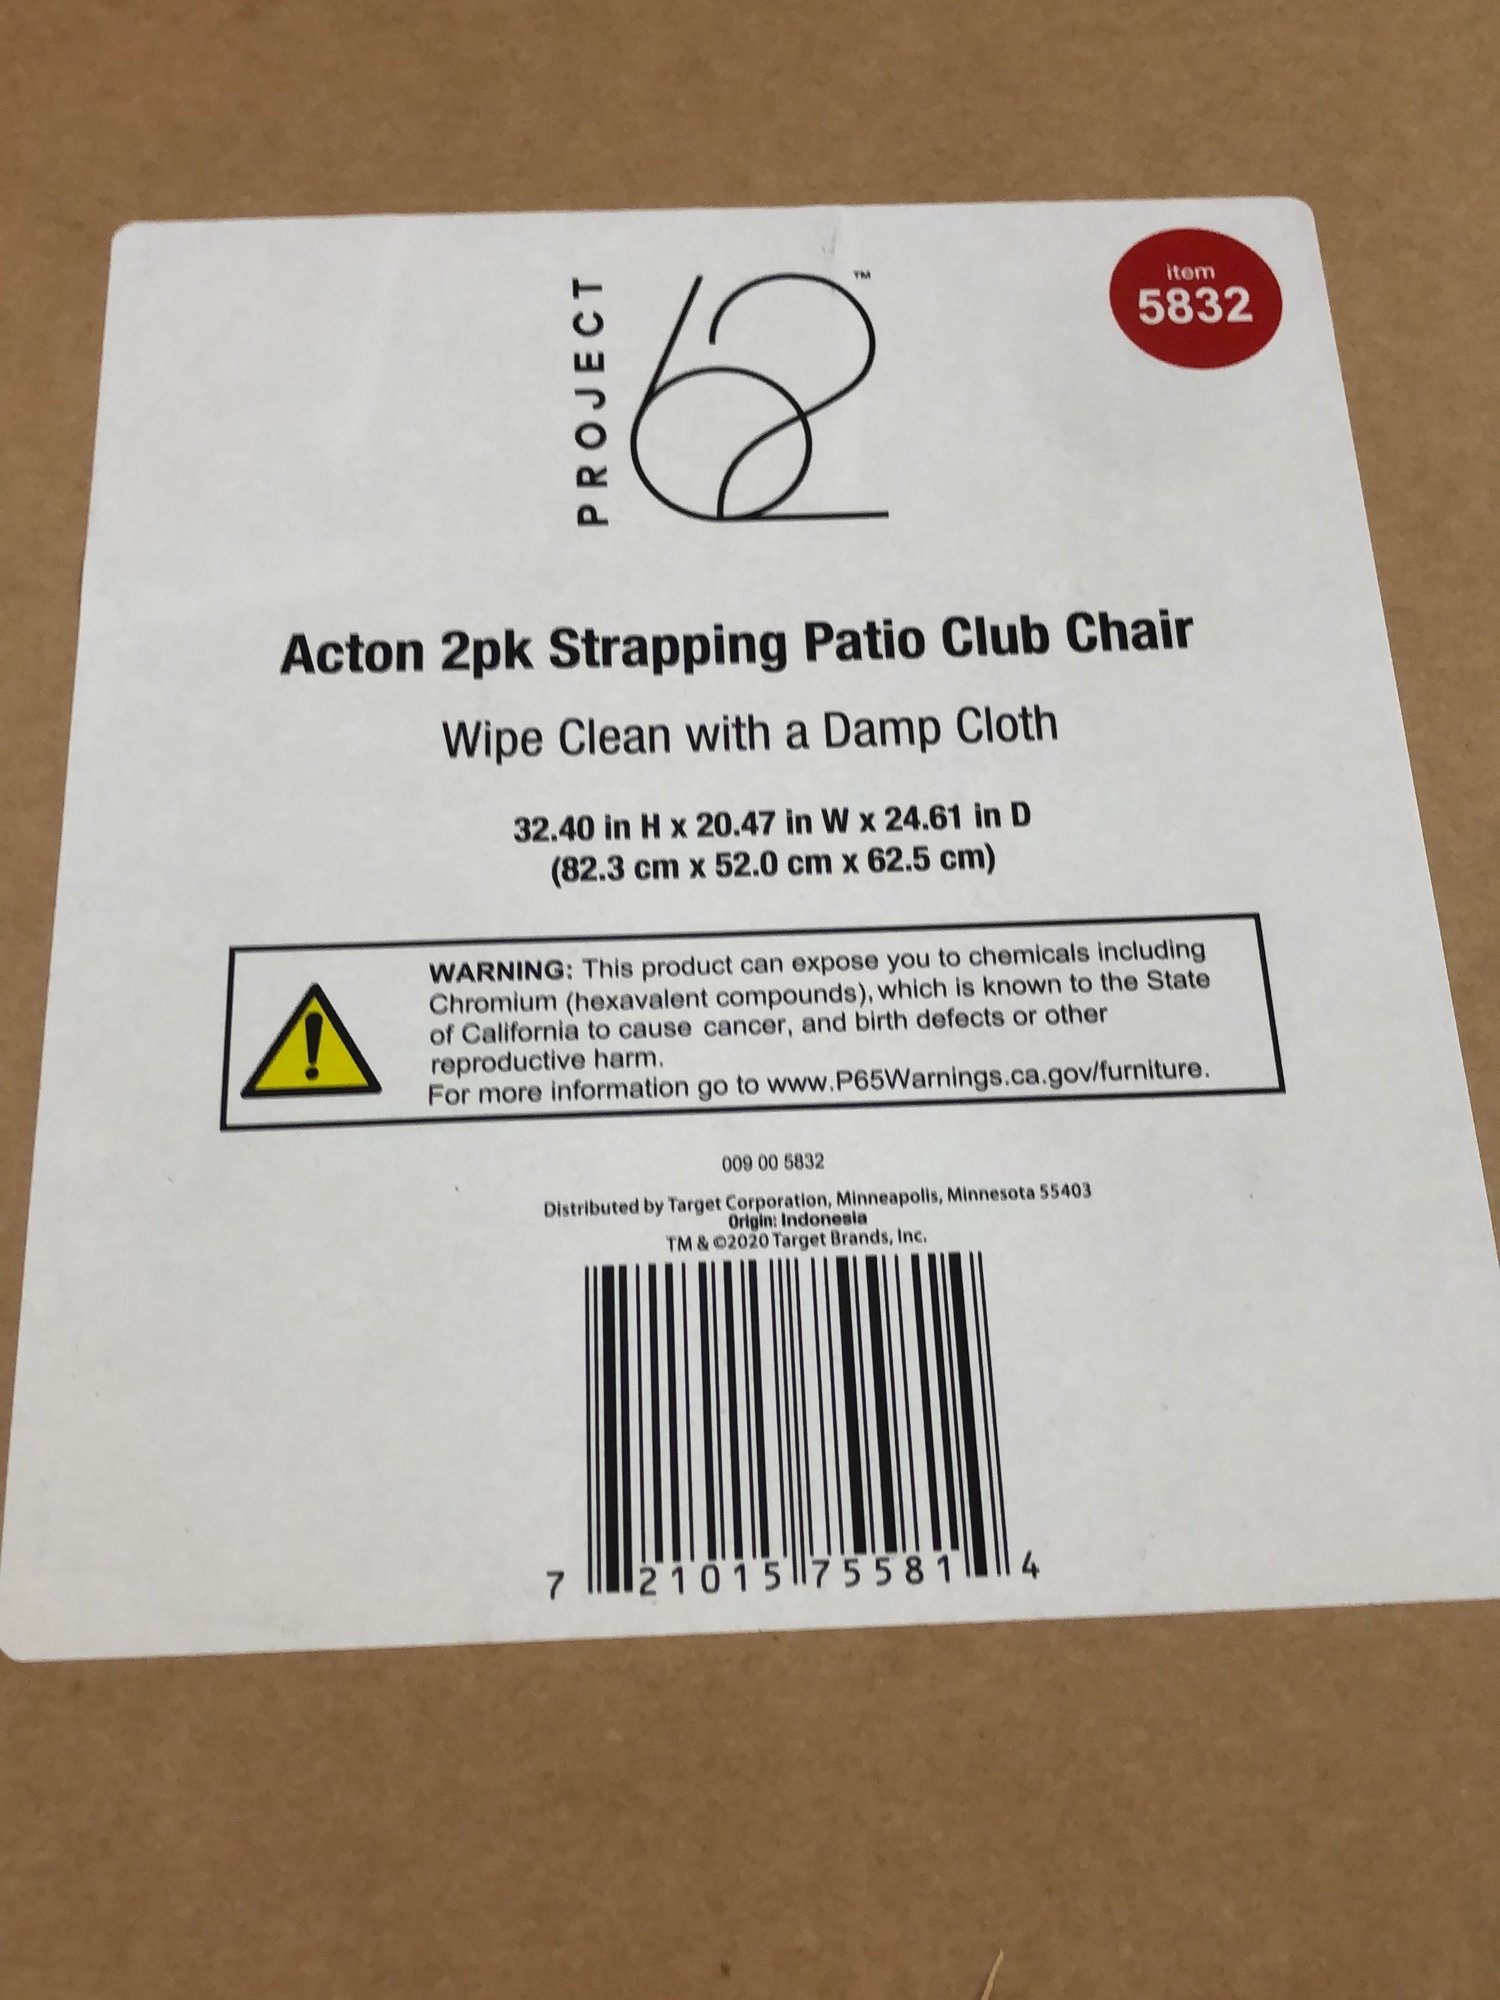 PROJECT
62™
item
5832
Acton 2pk Strapping Patio Club Chair
Wipe Clean with a Damp Cloth
32.40 in H x 20.47 in W x 24.61 in D
(82.3 cm x 52.0 cm x 62.5 cm)
WARNING: This product can expose you to chemicals including
Chromium (hexavalent compounds), which is known to the State
of California to cause cancer, and birth defects or other
reproductive harm.
For more information go to www.P65Warnings.ca.gov/furniture.
009 00 5832
Distributed by Target Corporation, Minneapolis, Minnesota 55403
Origin: Indonesia
TM & ©2020 Target Brands, Inc.
7 21015 75581 4